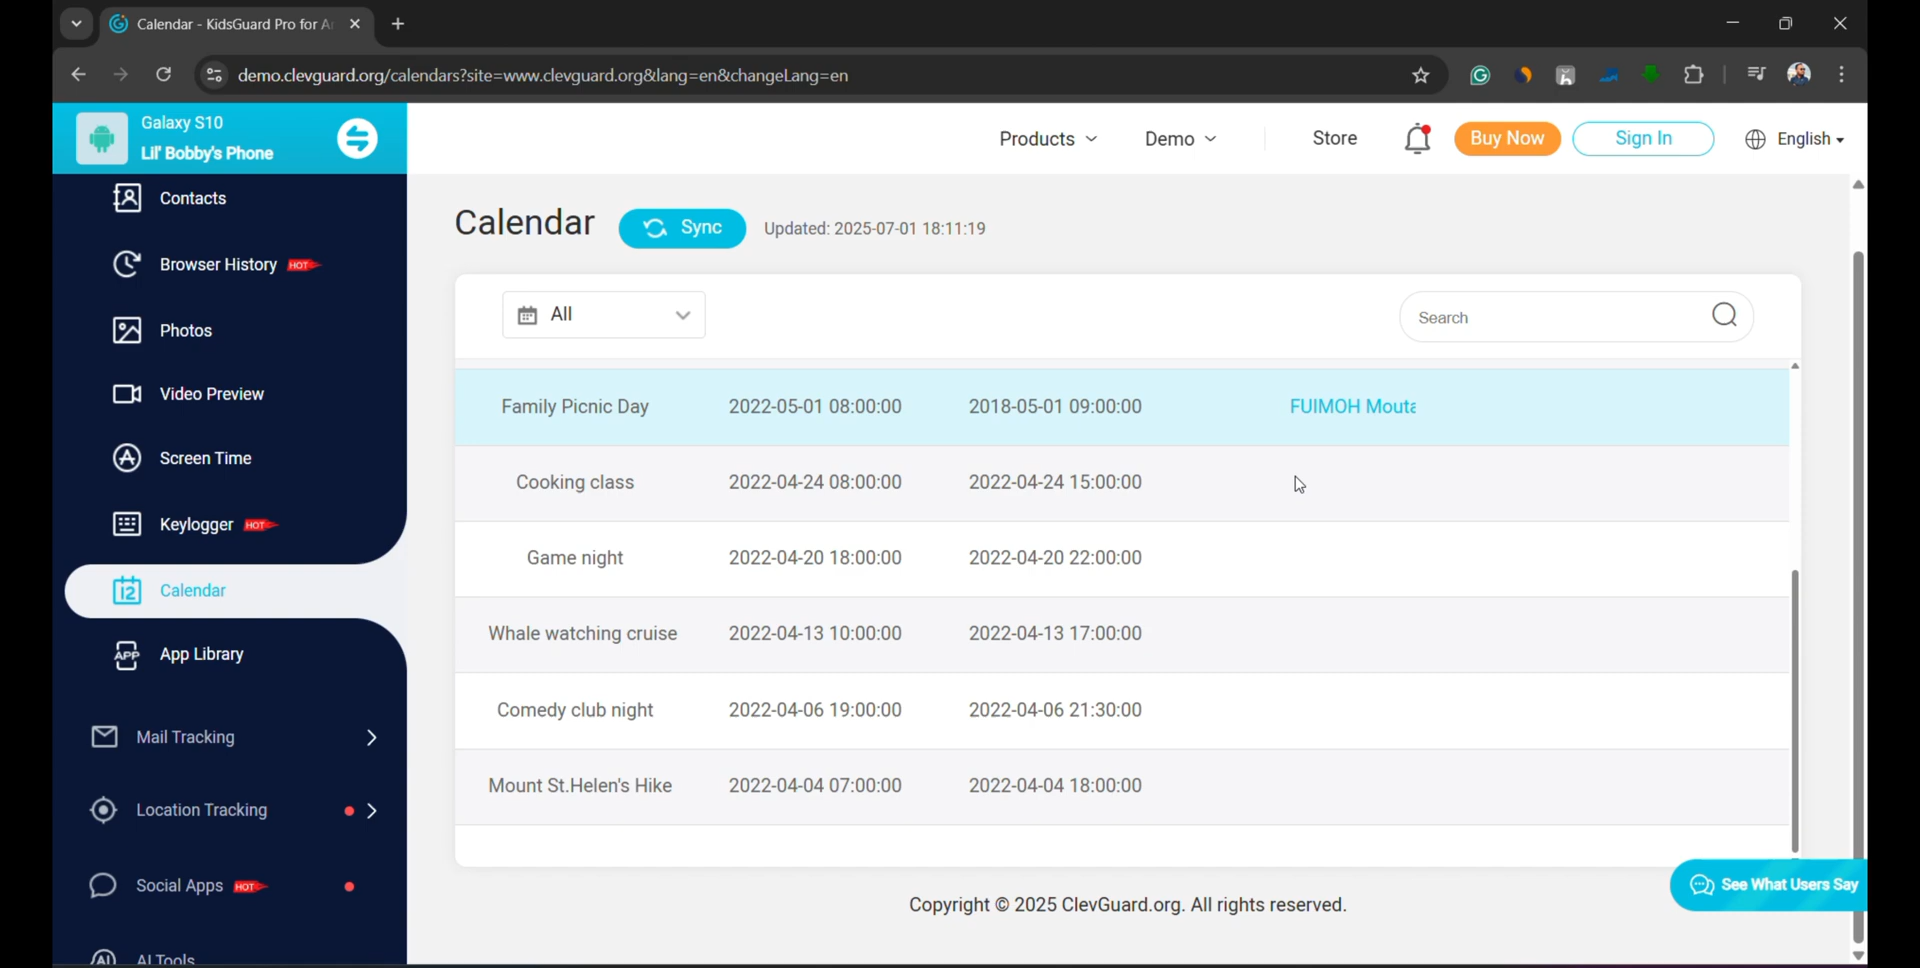 Calendar - KidsGuard Pro for A
demo.clevguard.org/calendars?site=www.clevguard.org&lang=en&changeLang=en
Galaxy S10
Lil' Bobby's Phone
Products
Demo
Store
Buy Now
Sign In
English
Contacts
Browser History HOT
Photos
Video Preview
Screen Time
Keylogger HOT
12 Calendar
APP App Library
Mail Tracking
Location Tracking
Social Apps HOT
AI AI Tools
Calendar
Sync
Updated: 2025-07-01 18:11:19
All
Search
Family Picnic Day 2022-05-01 08:00:00 2018-05-01 09:00:00 FUIMOH Mouta
Cooking class 2022-04-24 08:00:00 2022-04-24 15:00:00
Game night 2022-04-20 18:00:00 2022-04-20 22:00:00
Whale watching cruise 2022-04-13 10:00:00 2022-04-13 17:00:00
Comedy club night 2022-04-06 19:00:00 2022-04-06 21:30:00
Mount St.Helen's Hike 2022-04-04 07:00:00 2022-04-04 18:00:00
See What Users Say
Copyright © 2025 ClevGuard.org. All rights reserved.